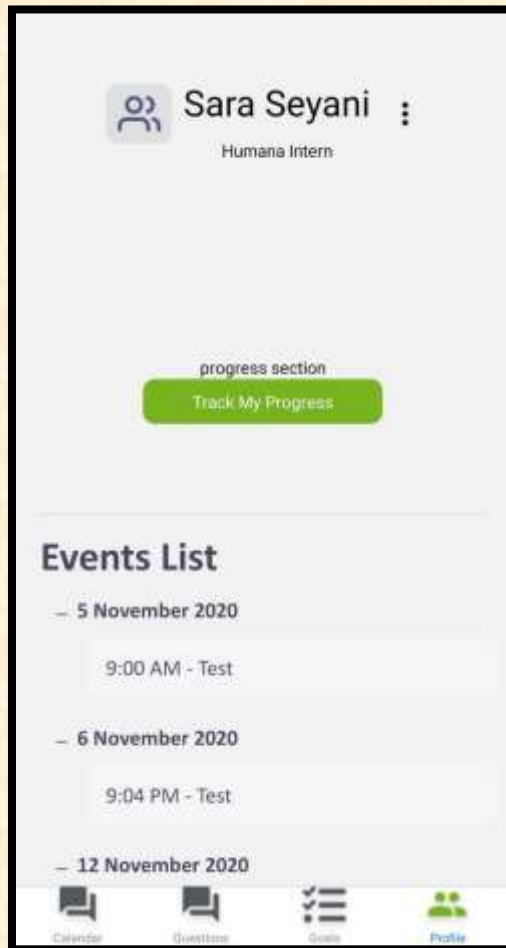 Sara Seyani
Humana Intern
progress section
Track My Progress
Events List
– 5 November 2020
9:00 AM - Test
– 6 November 2020
9:04 PM - Test
– 12 November 2020
Calender Questions Goals Profile